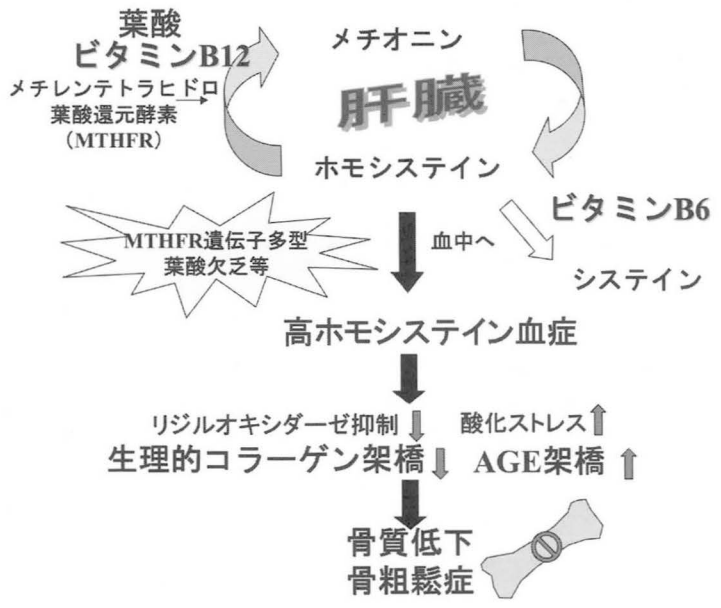 葉酸
ビタミンB12
メチレンテトラヒドロ
葉酸還元酵素
(MTHFR)
メチオニン
肝臓
ホモシステイン
ビタミンB6
システイン
MTHFR遺伝子多型
葉酸欠乏等
血中へ
高ホモシステイン血症
リジルオキシダーゼ抑制
酸化ストレス
生理的コラーゲン架橋
AGE架橋
骨質低下
骨粗鬆症